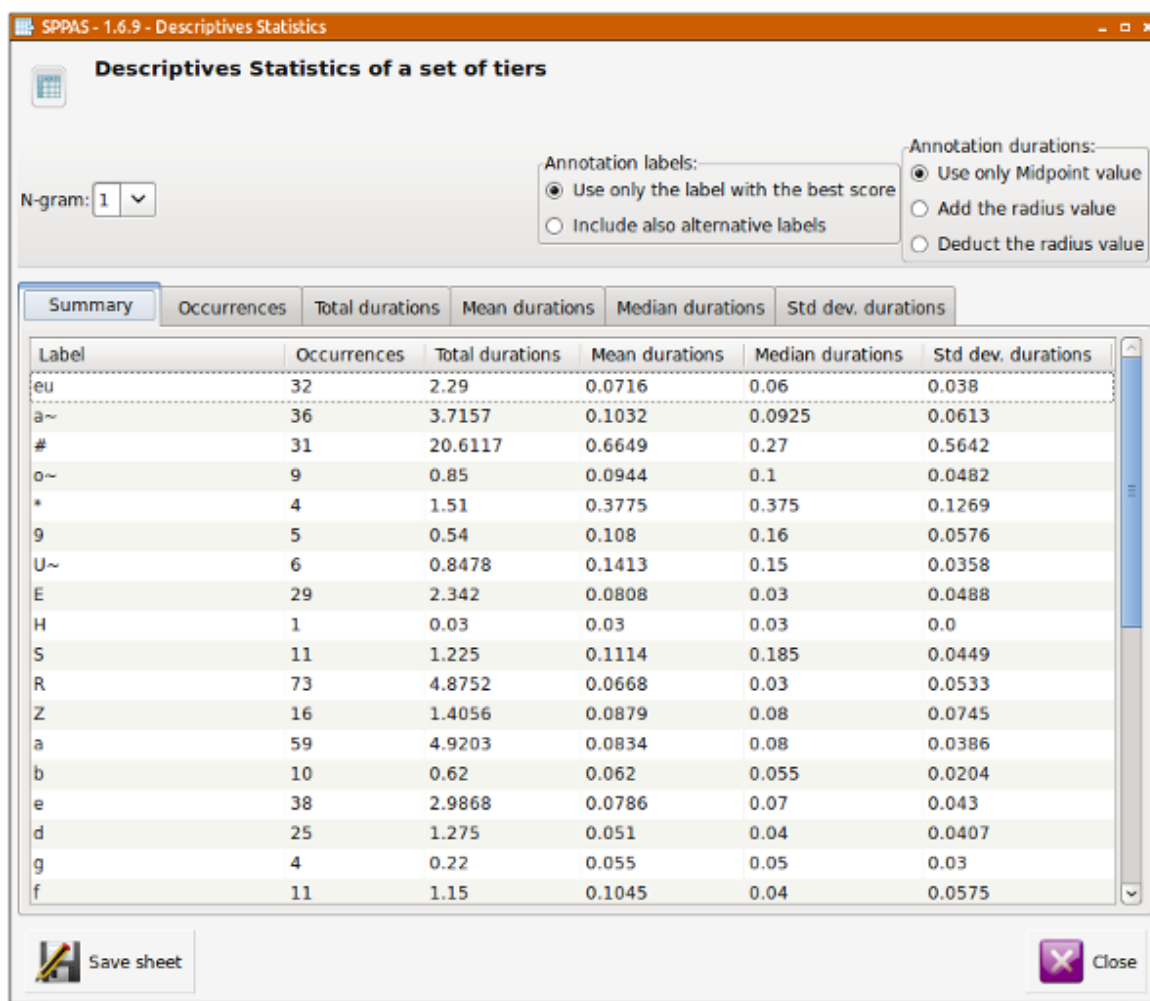 SPPAS - 1.6.9 - Descriptives Statistics
Descriptives Statistics of a set of tiers
N-gram: 1
Annotation labels:
Use only the label with the best score
Include also alternative labels
Annotation durations:
Use only Midpoint value
Add the radius value
Deduct the radius value
Summary Occurrences Total durations Mean durations Median durations Std dev. durations
Label Occurrences Total durations Mean durations Median durations Std dev. durations
eu 32 2.29 0.0716 0.06 0.038
a~ 36 3.7157 0.1032 0.0925 0.0613
# 31 20.6117 0.6649 0.27 0.5642
o~ 9 0.85 0.0944 0.1 0.0482
* 4 1.51 0.3775 0.375 0.1269
9 5 0.54 0.108 0.16 0.0576
U~ 6 0.8478 0.1413 0.15 0.0358
E 29 2.342 0.0808 0.03 0.0488
H 1 0.03 0.03 0.03 0.0
S 11 1.225 0.1114 0.185 0.0449
R 73 4.8752 0.0668 0.03 0.0533
Z 16 1.4056 0.0879 0.08 0.0745
a 59 4.9203 0.0834 0.08 0.0386
b 10 0.62 0.062 0.055 0.0204
e 38 2.9868 0.0786 0.07 0.043
d 25 1.275 0.051 0.04 0.0407
g 4 0.22 0.055 0.05 0.03
f 11 1.15 0.1045 0.04 0.0575
Save sheet
Close